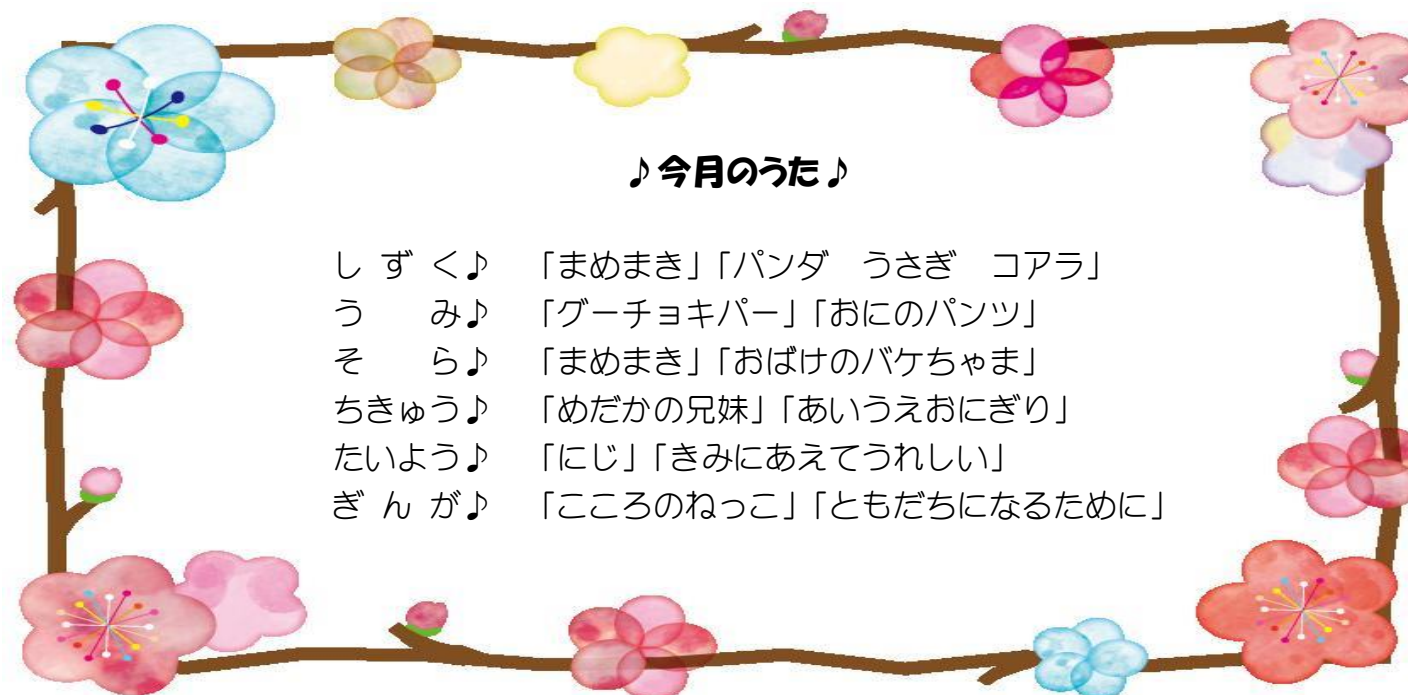 ♪今月のうた♪
し ず く♪　「まめまき」「パンダ　うさぎ　コアラ」
う　　み♪　「グーチョキパー」「おにのパンツ」
そ　　ら♪　「まめまき」「おばけのバケちゃま」
ちきゅう♪　「めだかの兄妹」「あいうえおにぎり」
たいよう♪　「にじ」「きみにあえてうれしい」
ぎ ん が♪　「こころのねっこ」「ともだちになるために」